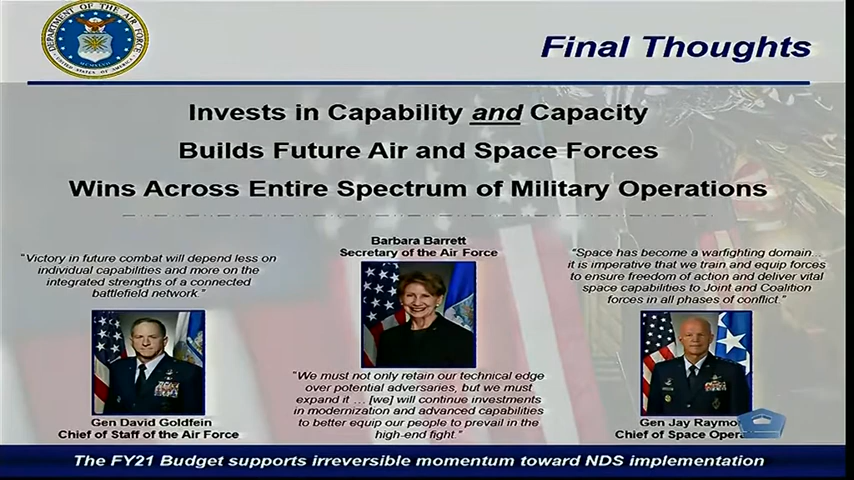 DEPARTMENT OF THE AIR FORCE
UNITED STATES OF AMERICA
Final Thoughts
Invests in Capability and Capacity
Builds Future Air and Space Forces
Wins Across Entire Spectrum of Military Operations
Barbara Barrett
Secretary of the Air Force
"Victory in future combat will depend less on
individual capabilities and more on the
integrated strengths of a connected
battlefield network."
Gen David Goldfein
Chief of Staff of the Air Force
"We must not only retain our technical edge
over potential adversaries, but we must
expand it ... [we] will continue investments
in modernization and advanced capabilities
to better equip our people to prevail in the
high-end fight."
"Space has become a warfighting domain...
it is imperative that we train and equip forces
to ensure freedom of action and deliver vital
space capabilities to Joint and Coalition
forces in all phases of conflict."
Gen Jay Raymo
Chief of Space Opera
The FY21 Budget supports irreversible momentum toward NDS implementation